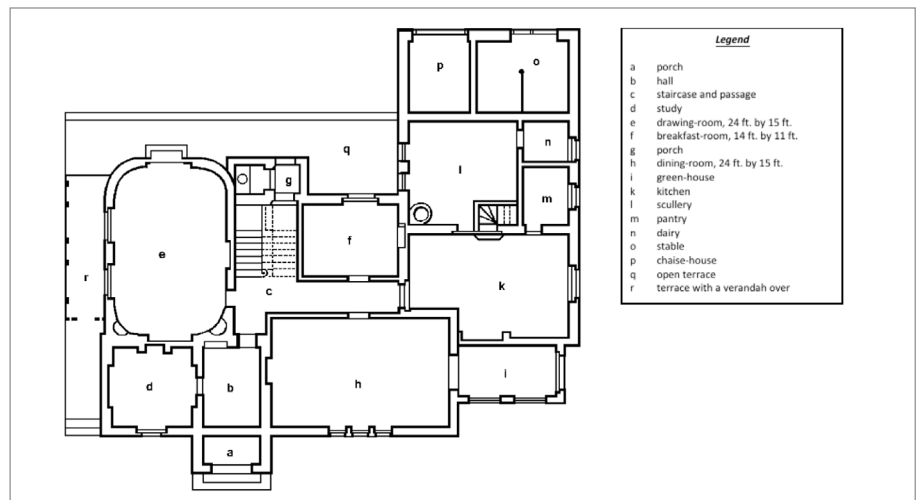 Legend
a porch
b hall
c staircase and passage
d study
e drawing-room, 24 ft. by 15 ft.
f breakfast-room, 14 ft. by 11 ft.
g porch
h dining-room, 24 ft. by 15 ft.
i green-house
k kitchen
l scullery
m pantry
n dairy
o stable
p chaise-house
q open terrace
r terrace with a verandah over
p
o
q
n
l
g
m
f
e
r
c
k
i
d
b
h
a